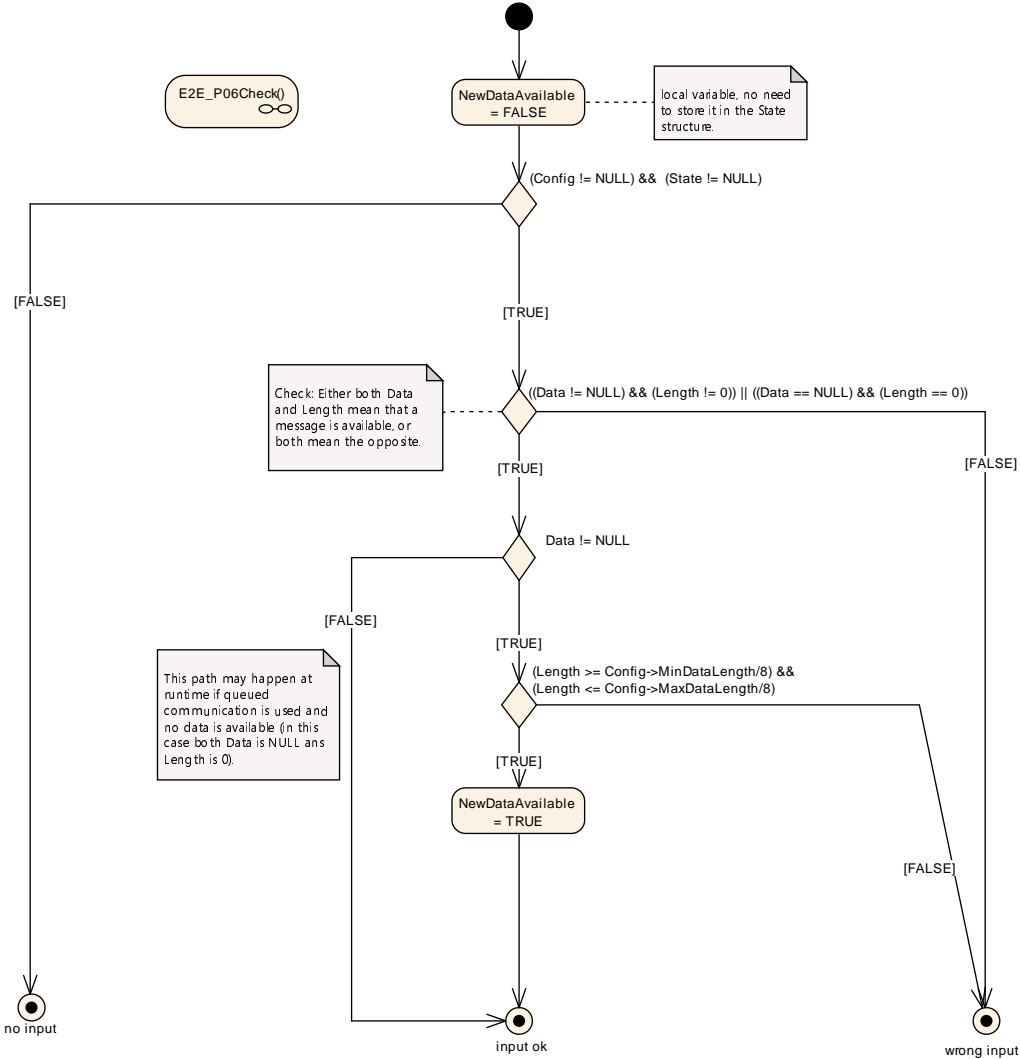 E2E_P06Check()
NewDataAvailable
= FALSE
local variable, no need
to store it in the State
structure.
(Config != NULL) &&  (State != NULL)
[FALSE]
[TRUE]
Check: Either both Data
and Length mean that a
message is available, or
both mean the opposite.
((Data != NULL) && (Length != 0)) || ((Data == NULL) && (Length == 0))
[TRUE]
[FALSE]
Data != NULL
[FALSE]
[TRUE]
This path may happen at
runtime if queued
communication is used and
no data is available (in this
case both Data is NULL ans
Length is 0).
(Length >= Config->MinDataLength/8) &&
(Length <= Config->MaxDataLength/8)
[TRUE]
NewDataAvailable
= TRUE
[FALSE]
no input
input ok
wrong input